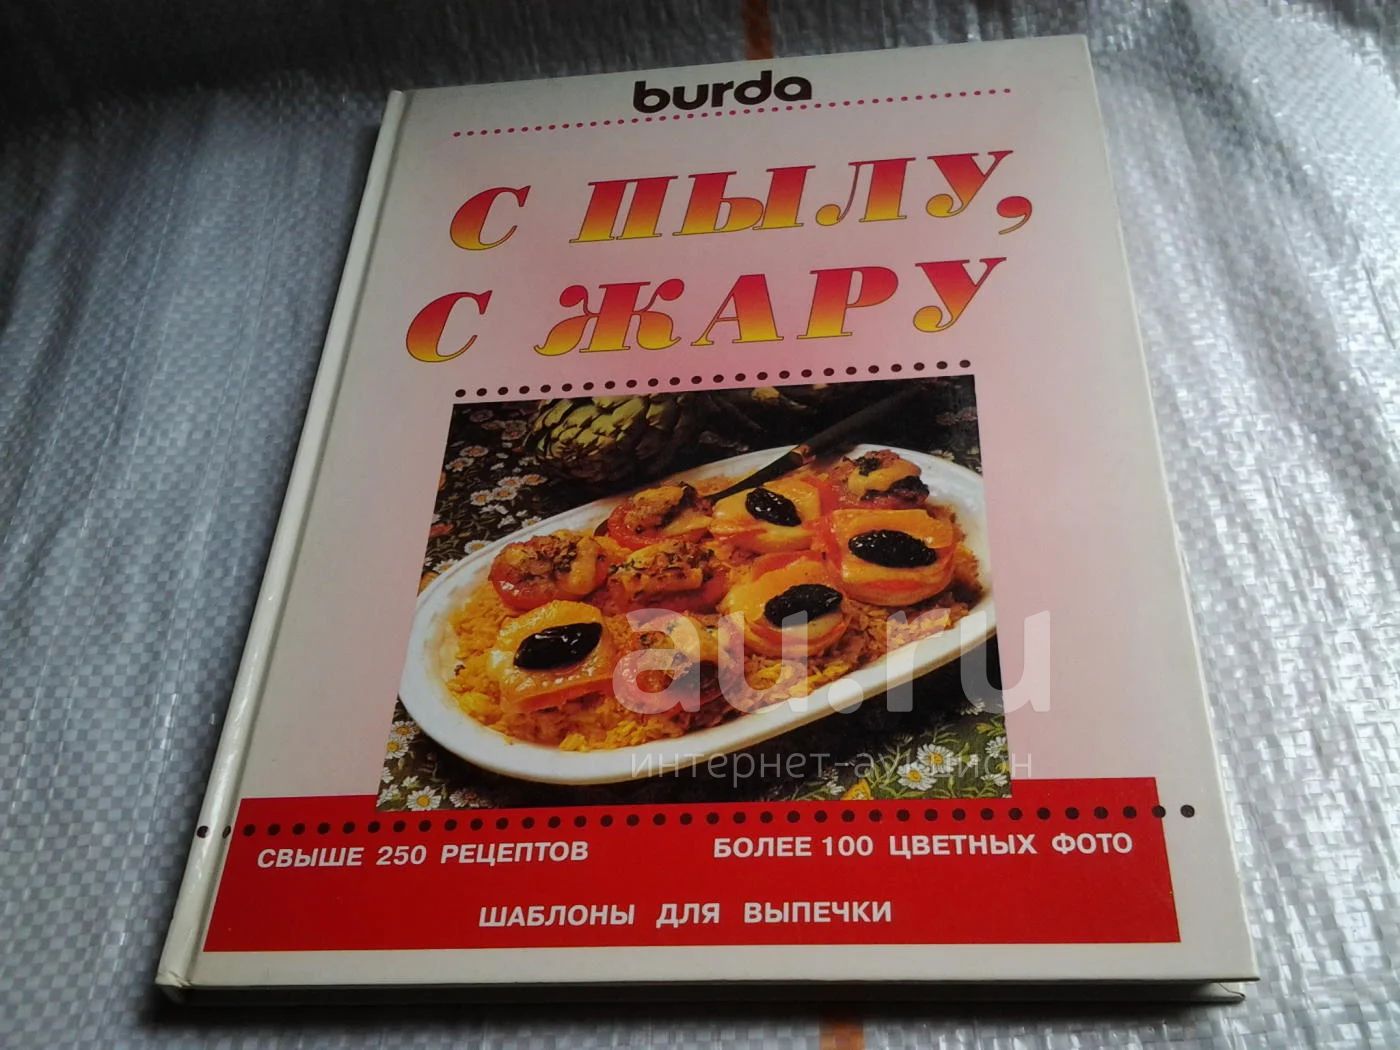 burda
С ПЫЛУ,
С ЖАРУ
au.ru
интернет-аукцион
СВЫШЕ 250 РЕЦЕПТОВ
БОЛЕЕ 100 ЦВЕТНЫХ ФОТО
ШАБЛОНЫ ДЛЯ ВЫПЕЧКИ